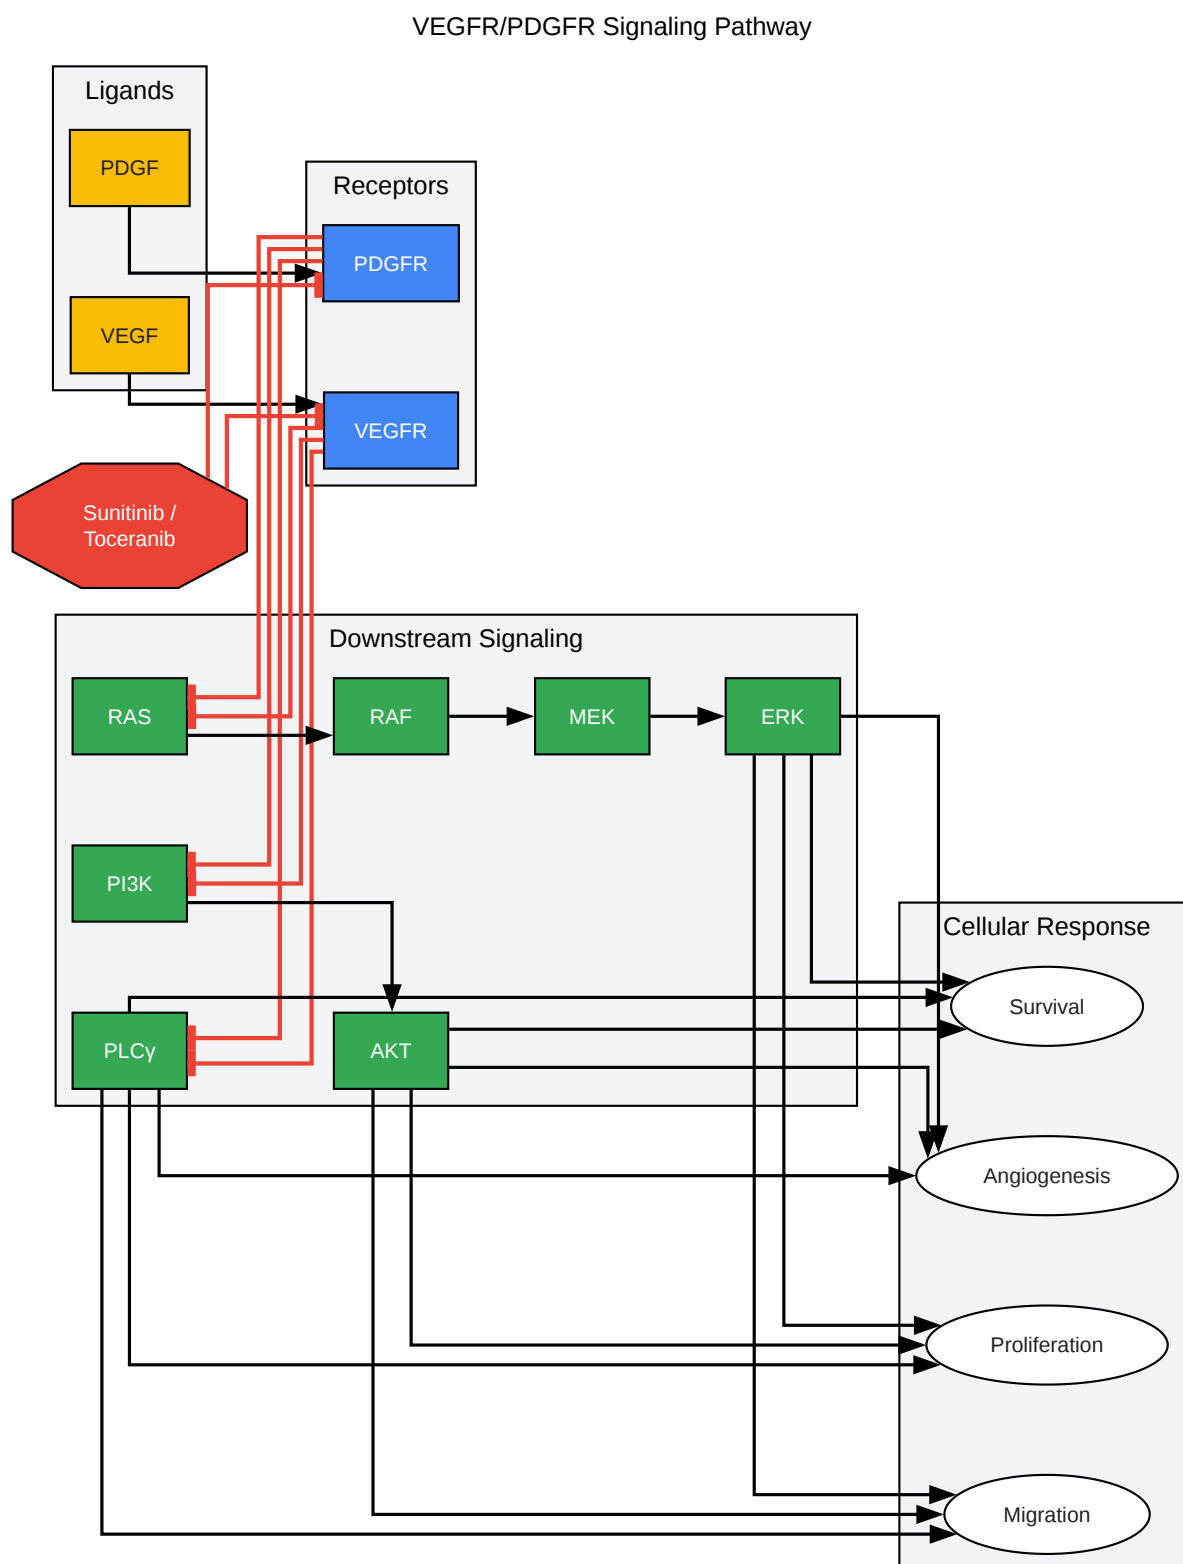 VEGFR/PDGFR Signaling Pathway
Ligands
PDGF
VEGF
Receptors
PDGFR
VEGFR
Sunitinib /
Toceranib
Downstream Signaling
RAS
RAF
MEK
ERK
PI3K
PLCγ
AKT
Cellular Response
Survival
Angiogenesis
Proliferation
Migration